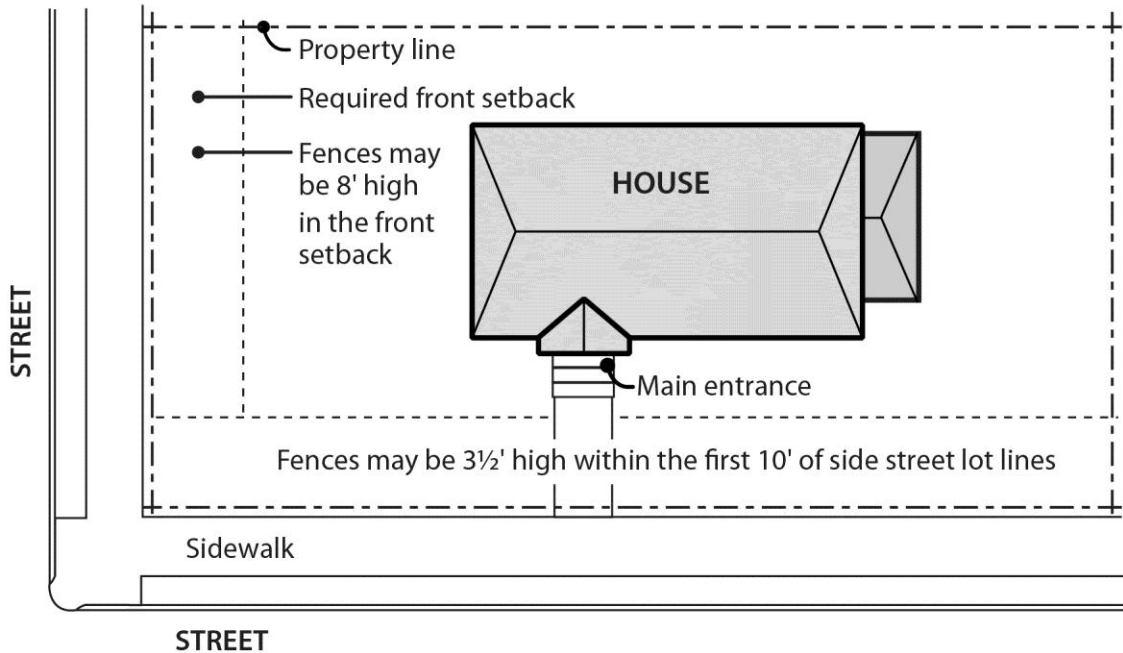 Property line
Required front setback
Fences may
be 8' high
in the front
setback
HOUSE
STREET
Main entrance
Fences may be 3½' high within the first 10' of side street lot lines
Sidewalk
STREET